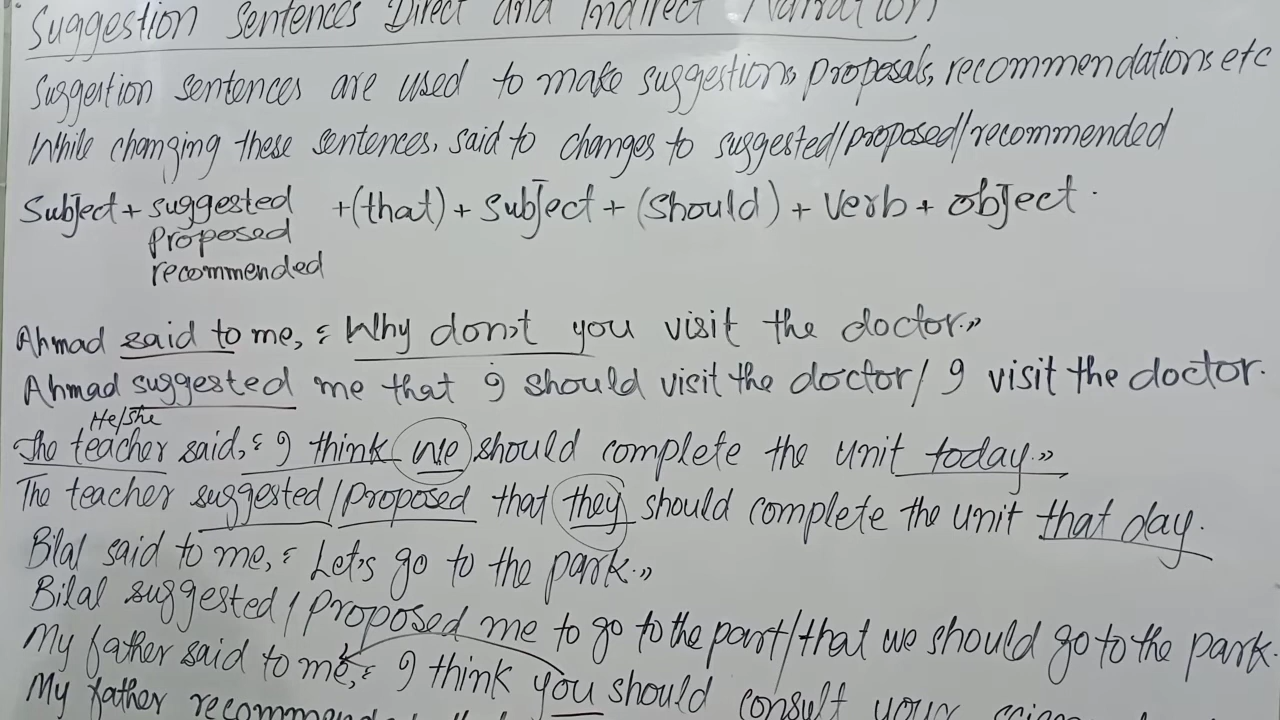 Suggestion Sentences Direct and Indirect Narration
Suggestion sentences are used to make suggestions, proposals, recommendations etc
While changing these sentences, said to changes to suggested/proposed/recommended
Subject + suggested +(that) + subject + (should) + verb + object.
proposed
recommended
Ahmad said to me, “Why don't you visit the doctor.”
Ahmad suggested me that I should visit the doctor/ I visit the doctor.
He/She
The teacher said, “I think we should complete the unit today.”
The teacher suggested/proposed that they should complete the unit that day.
Bilal said to me, “Let's go to the park.”
Bilal suggested/proposed me to go to the part/that we should go to the park.
My father said to me, “I think you should consult your
My father recommended